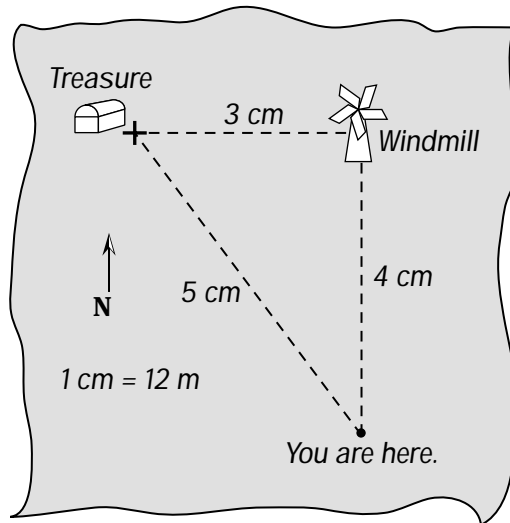 Treasure
3 cm
Windmill
5 cm
4 cm
N
1 cm = 12 m
You are here.